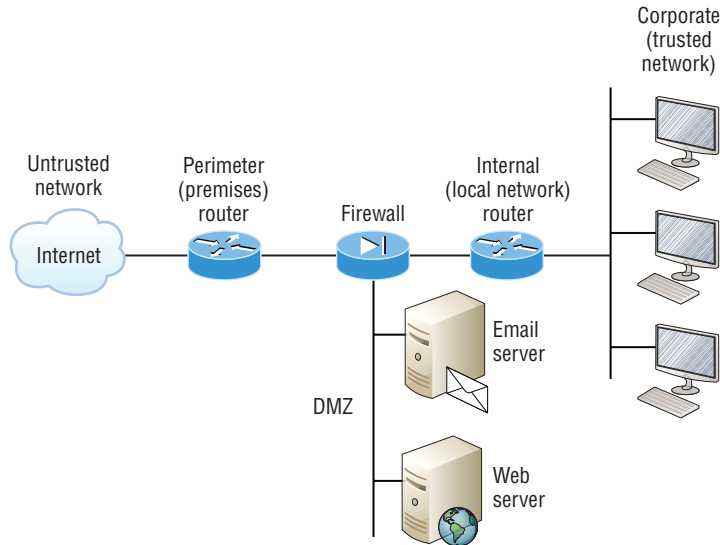 Corporate
(trusted
network)
Untrusted
network
Perimeter
(premises)
router
Firewall
Internal
(local network)
router
Internet
Email
server
DMZ
Web
server